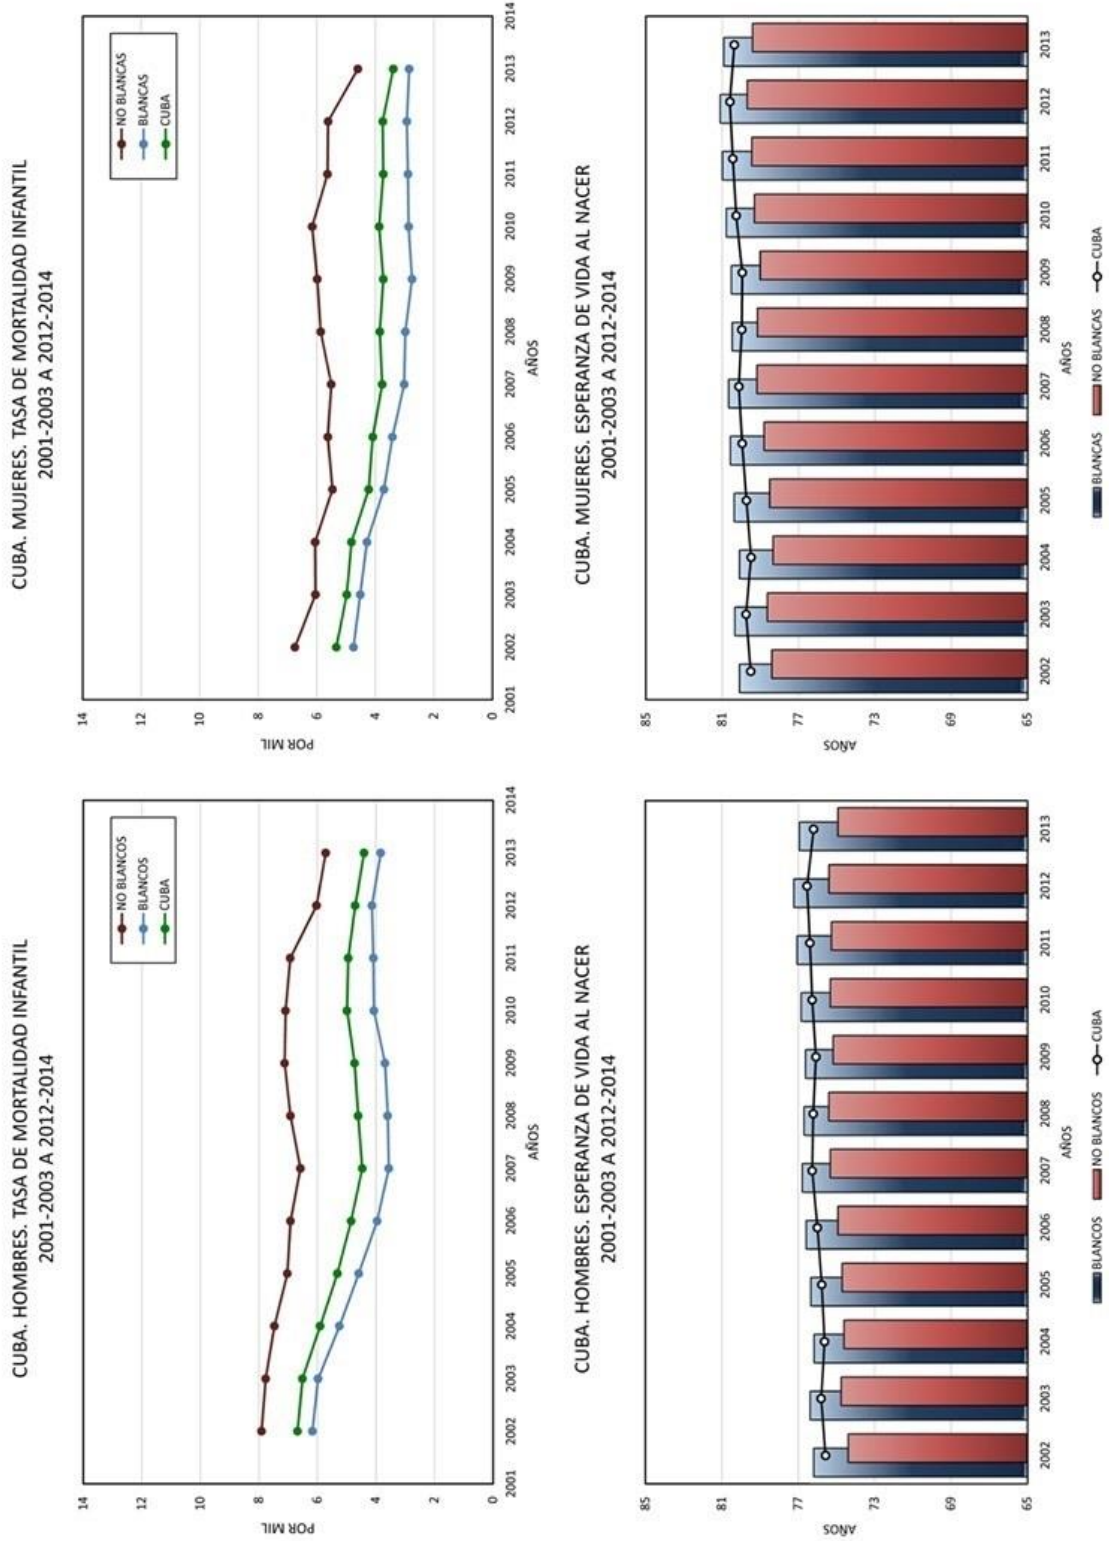 CUBA. HOMBRES. TASA DE MORTALIDAD INFANTIL
2001-2003 A 2012-2014
14
12
10
8
6
4
2
0
POR MIL
NO BLANCOS
BLANCOS
CUBA
2001 2002 2003 2004 2005 2006 2007 2008 2009 2010 2011 2012 2013 2014
AÑOS
CUBA. MUJERES. TASA DE MORTALIDAD INFANTIL
2001-2003 A 2012-2014
14
12
10
8
6
4
2
0
POR MIL
NO BLANCAS
BLANCAS
CUBA
2001 2002 2003 2004 2005 2006 2007 2008 2009 2010 2011 2012 2013 2014
AÑOS
CUBA. HOMBRES. ESPERANZA DE VIDA AL NACER
2001-2003 A 2012-2014
85
81
77
73
69
65
AÑOS
2002 2003 2004 2005 2006 2007 2008 2009 2010 2011 2012 2013
AÑOS
BLANCOS NO BLANCOS CUBA
CUBA. MUJERES. ESPERANZA DE VIDA AL NACER
2001-2003 A 2012-2014
85
81
77
73
69
65
AÑOS
2002 2003 2004 2005 2006 2007 2008 2009 2010 2011 2012 2013
AÑOS
BLANCAS NO BLANCAS CUBA